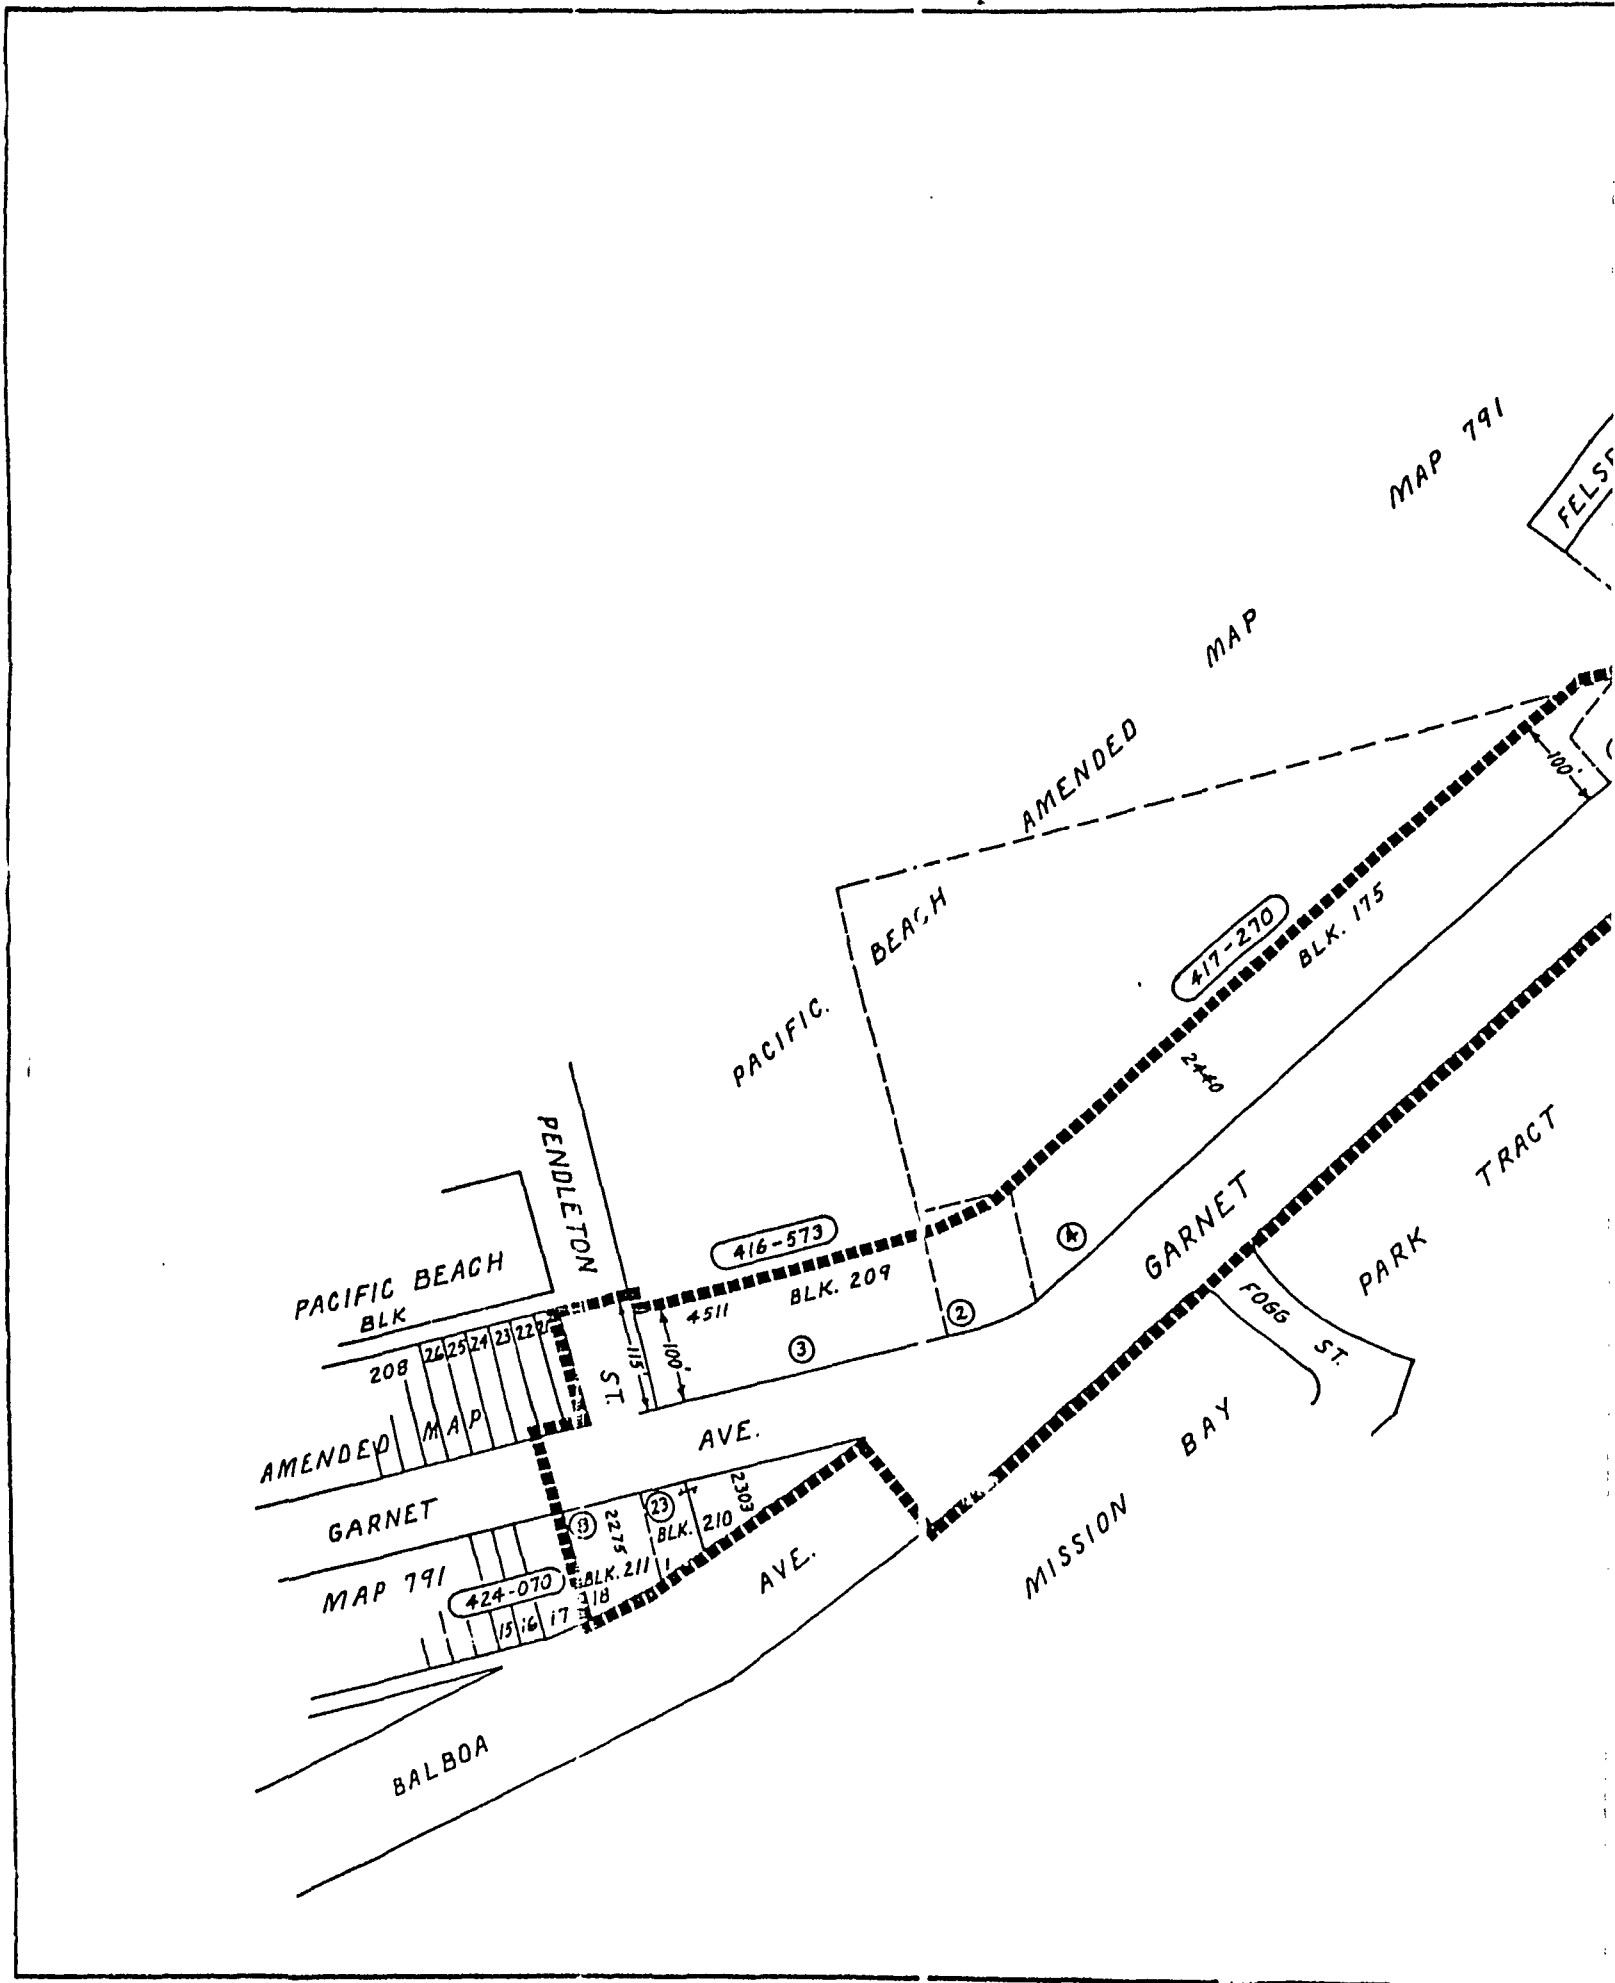 MAP 791
FELS
MAP
AMENDED
100'
BEACH
417-270
BLK. 175
PACIFIC.
2440
TRACT
PENDLETON
ST.
GARNET
AVE.
416-573
4
PARK
PACIFIC BEACH
BLK
4511
BLK. 209
FOGG
ST.
2
3
208
26 25 24 23 22
115'
100'
AMENDED
MAP
BAY
GARNET
AVE.
MISSION
23
2303
2275
BLK. 210
BLK. 211
1
18
MAP 791
424-070
15 16 17
BALBOA